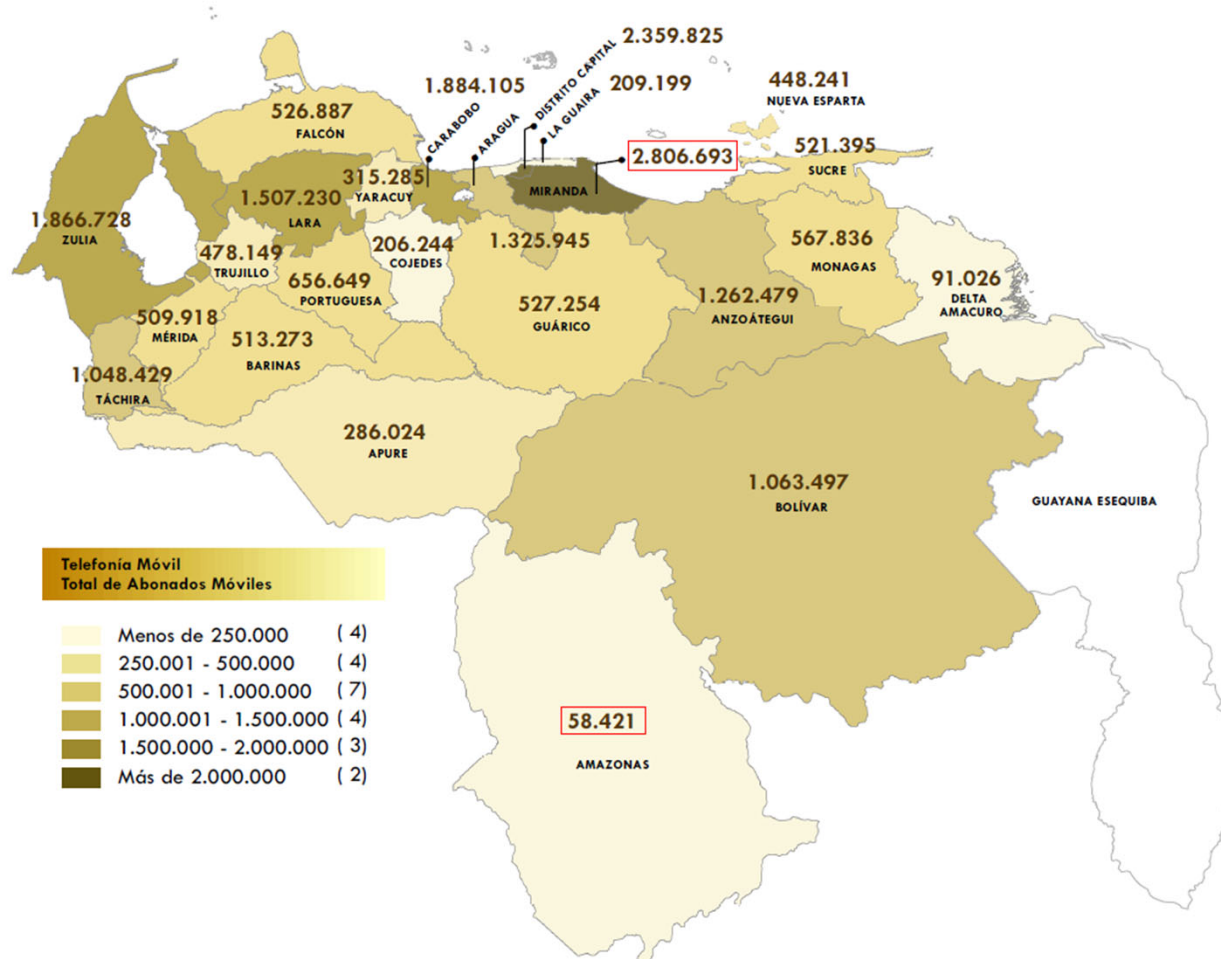 2.359.825
DISTRITO CAPITAL
1.884.105
209.199
LA GUAIRA
448.241
NUEVA ESPARTA
526.887
FALCÓN
CARABOBO
ARAGUA
2.806.693
MIRANDA
521.395
SUCRE
315.285
YARACUY
1.507.230
LARA
1.866.728
ZULIA
478.149
TRUJILLO
206.244
COJEDES
1.325.945
567.836
MONAGAS
656.649
PORTUGUESA
527.254
GUÁRICO
1.262.479
ANZOÁTEGUI
91.026
DELTA
AMACURO
509.918
MÉRIDA
513.273
BARINAS
1.048.429
TÁCHIRA
286.024
APURE
1.063.497
BOLÍVAR
GUAYANA ESEQUIBA
Telefonía Móvil
Total de Abonados Móviles
Menos de 250.000 ( 4)
250.001 - 500.000 ( 4)
500.001 - 1.000.000 ( 7)
1.000.001 - 1.500.000 ( 4)
1.500.000 - 2.000.000 ( 3)
Más de 2.000.000 ( 2)
58.421
AMAZONAS